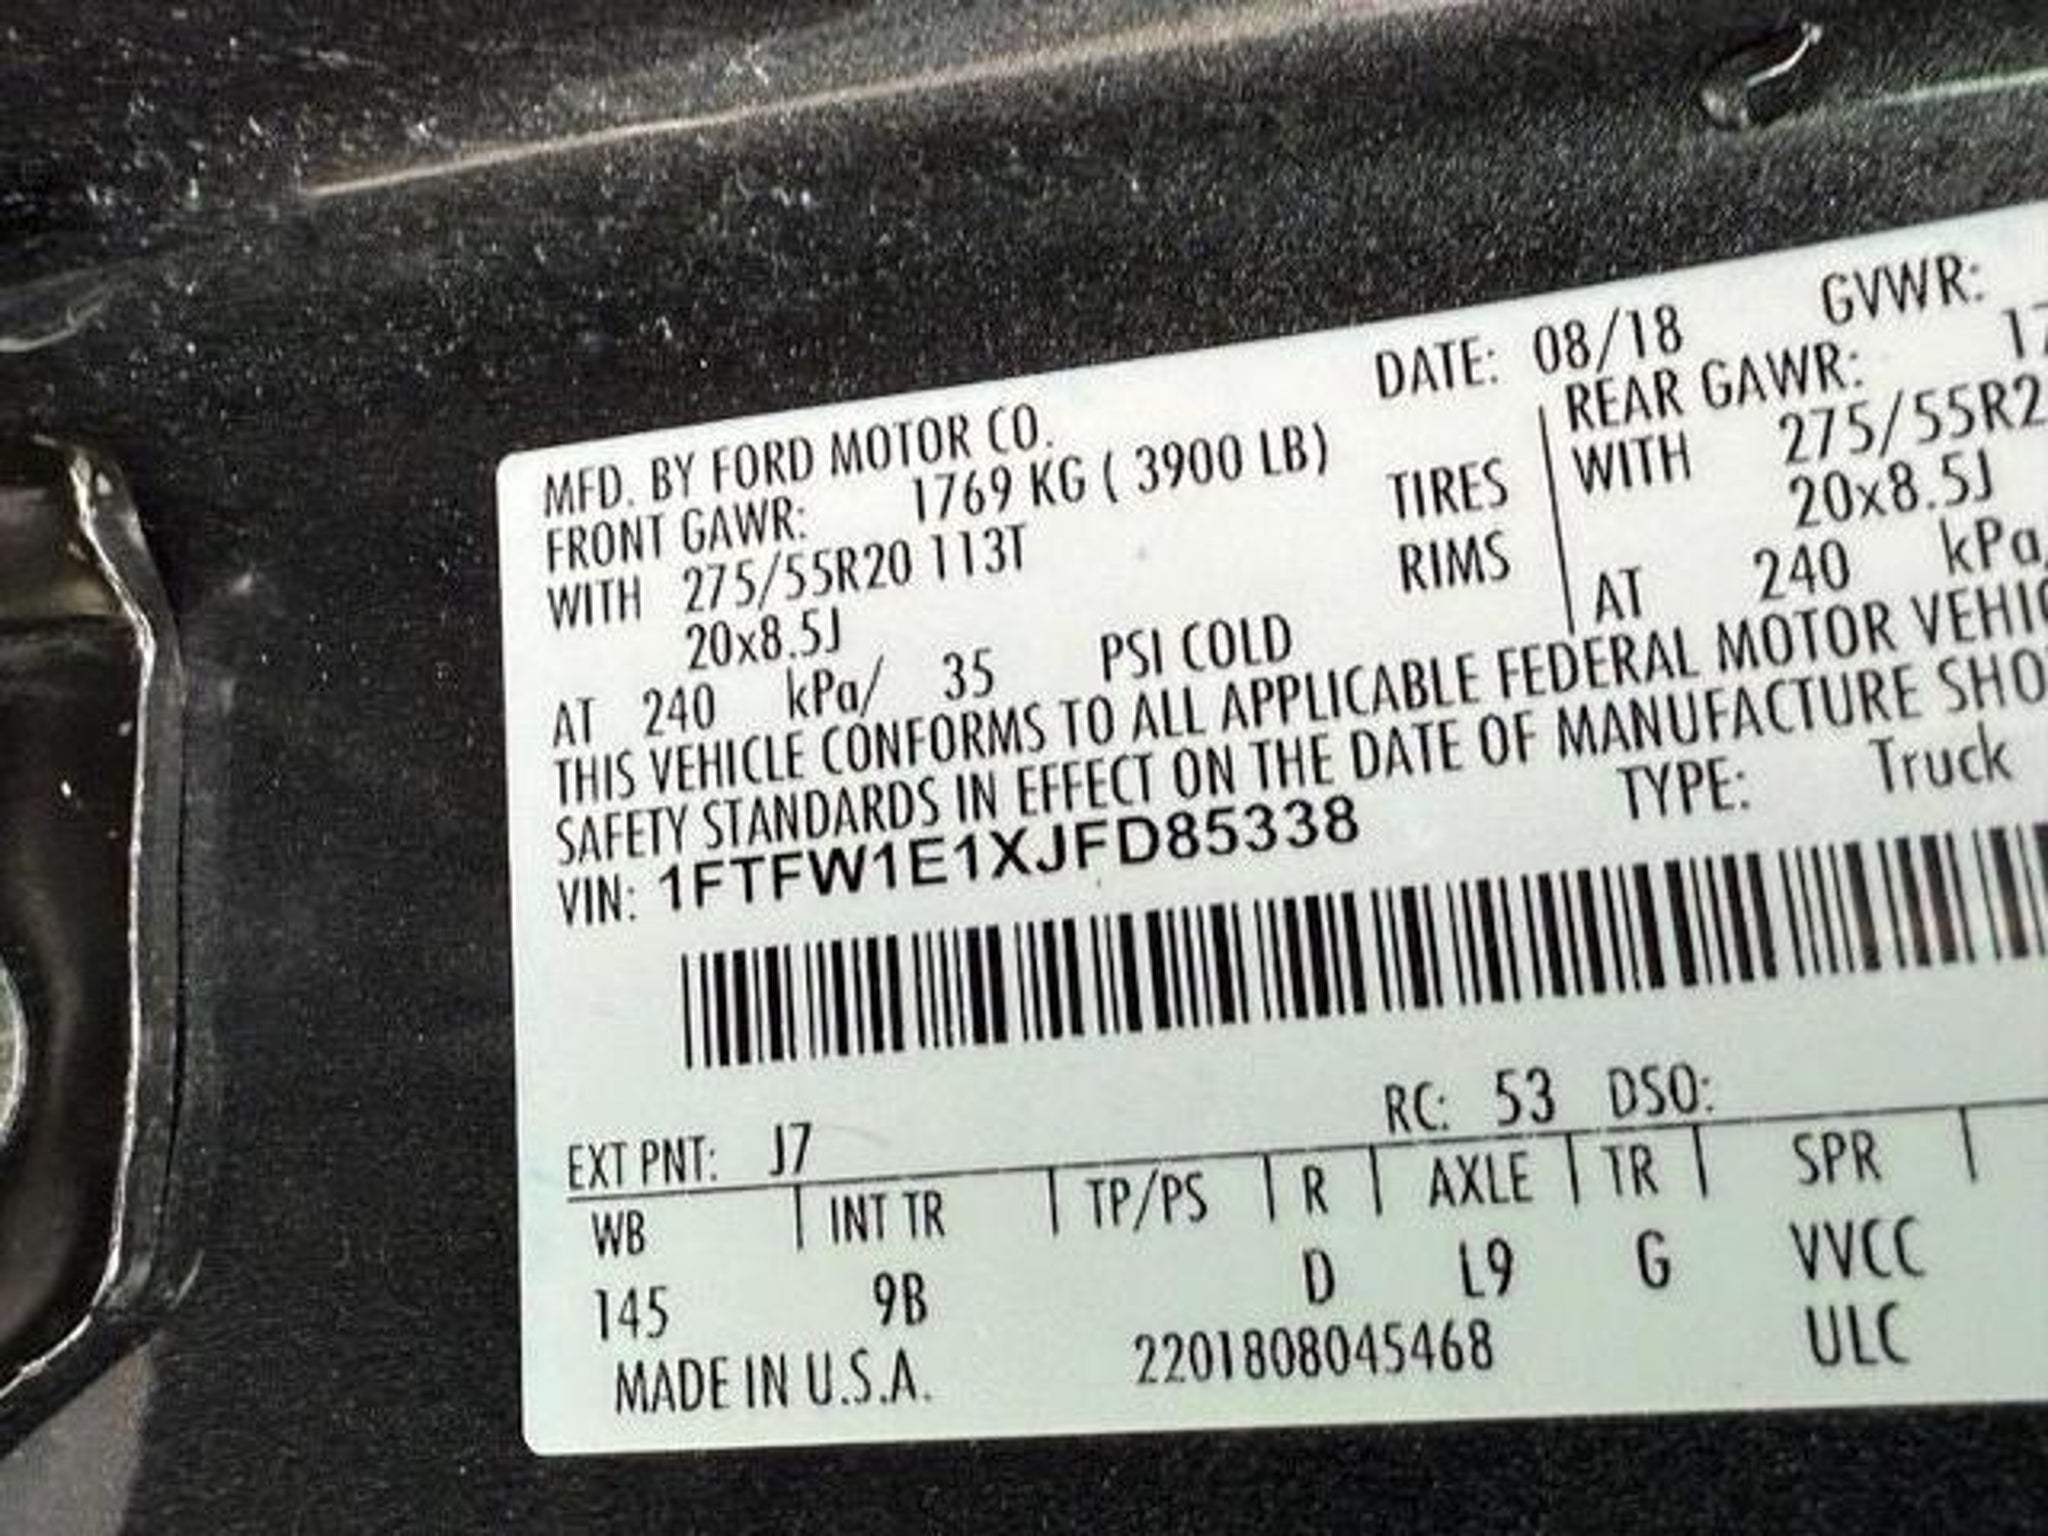 DATE: 08/18 GVWR:
MFD. BY FORD MOTOR CO.
FRONT GAWR: 1769 KG ( 3900 LB) REAR GAWR: 17
WITH 275/55R20 113T TIRES WITH 275/55R2
20x8.5J RIMS 20x8.5J
AT 240 kPa/ 35 PSI COLD AT 240 kPa/
THIS VEHICLE CONFORMS TO ALL APPLICABLE FEDERAL MOTOR VEHIC
SAFETY STANDARDS IN EFFECT ON THE DATE OF MANUFACTURE SHO
VIN: 1FTFW1E1XJFD85338 TYPE: Truck
EXT PNT: J7 RC: 53 DSO:
WB | INT TR | TP/PS | R | AXLE | TR | SPR |
145 9B D L9 G VVCC
MADE IN U.S.A. 2201808045468 ULC